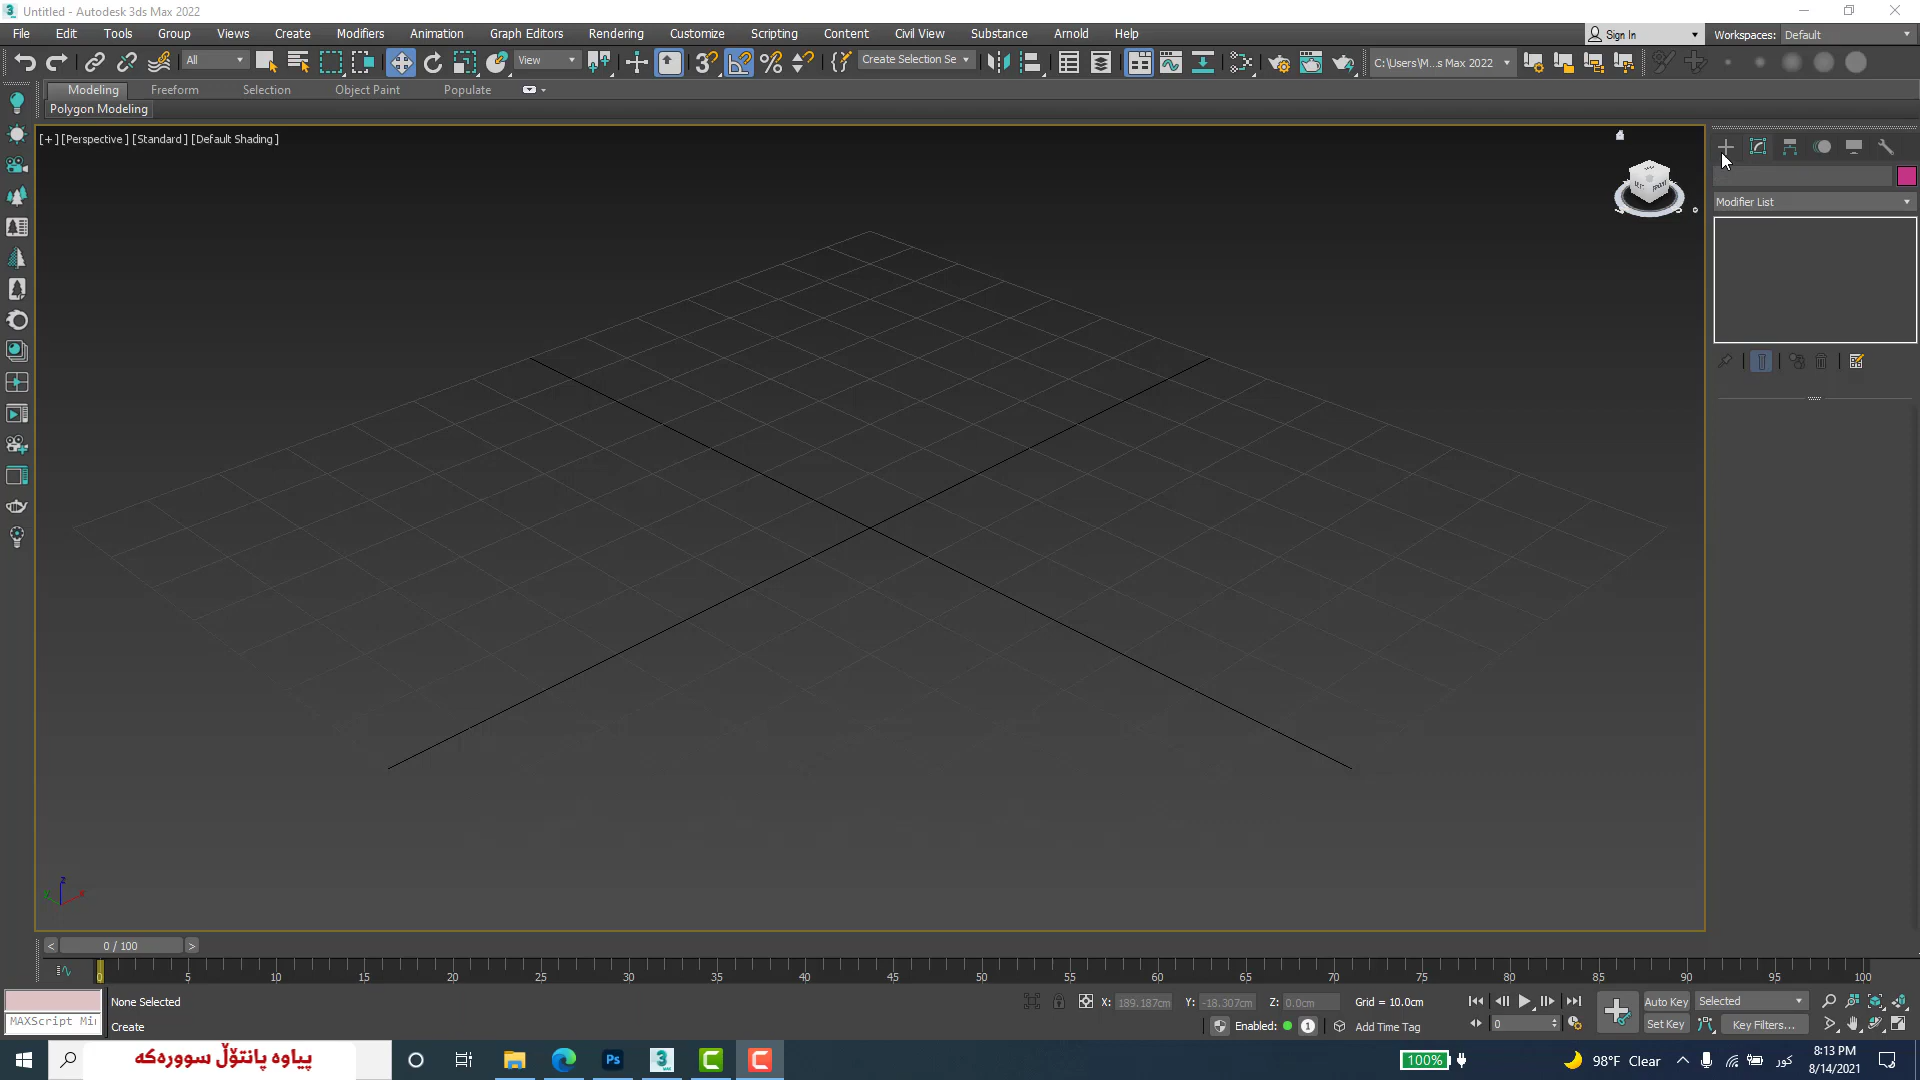 Untitled - Autodesk 3ds Max 2022
File Edit Tools Group Views Create Modifiers Animation Graph Editors Rendering Customize Scripting Content Civil View Substance Arnold Help
Sign In Workspaces: Default
All View Create Selection Se C:\Users\M...s Max 2022
Modeling Freeform Selection Object Paint Populate
Polygon Modeling
[+] [Perspective] [Standard] [Default Shading]
Modifier List
0 / 100
0 5 10 15 20 25 30 35 40 45 50 55 60 65 70 75 80 85 90 95 100
None Selected X: 189.187cm Y: -18.307cm Z: 0.0cm Grid = 10.0cm Auto Key Selected
MAXScript Mi
Create Enabled: 1 Add Time Tag 0 Set Key Key Filters...
پیاوە پانتۆڵ سوورەکە
Ps
100% 98°F Clear كور 8:13 PM
8/14/2021